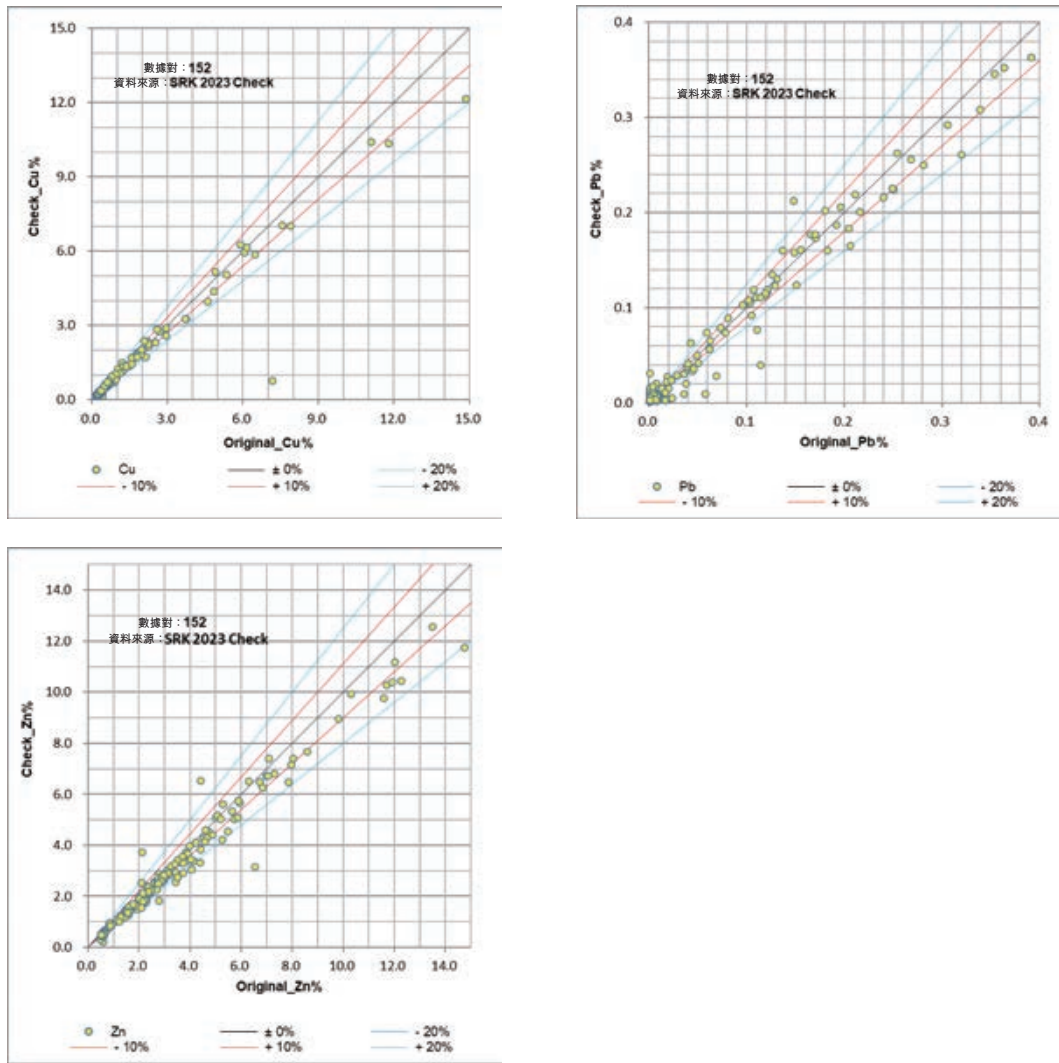 15.0
12.0
9.0
6.0
3.0
0.0
Check_Cu%
數據對：152
資料來源：SRK 2023 Check
0.0 3.0 6.0 9.0 12.0 15.0
Original_Cu%
Cu ± 0% - 20%
- 10% + 10% + 20%
0.4
0.3
0.2
0.1
0.0
Check_Pb%
數據對：152
資料來源：SRK 2023 Check
0.0 0.1 0.2 0.3 0.4
Original_Pb%
Pb ± 0% - 20%
- 10% + 10% + 20%
14.0
12.0
10.0
8.0
6.0
4.0
2.0
0.0
Check_Zn%
數據對：152
資料來源：SRK 2023 Check
0.0 2.0 4.0 6.0 8.0 10.0 12.0 14.0
Original_Zn%
Zn ± 0% - 20%
- 10% + 10% + 20%